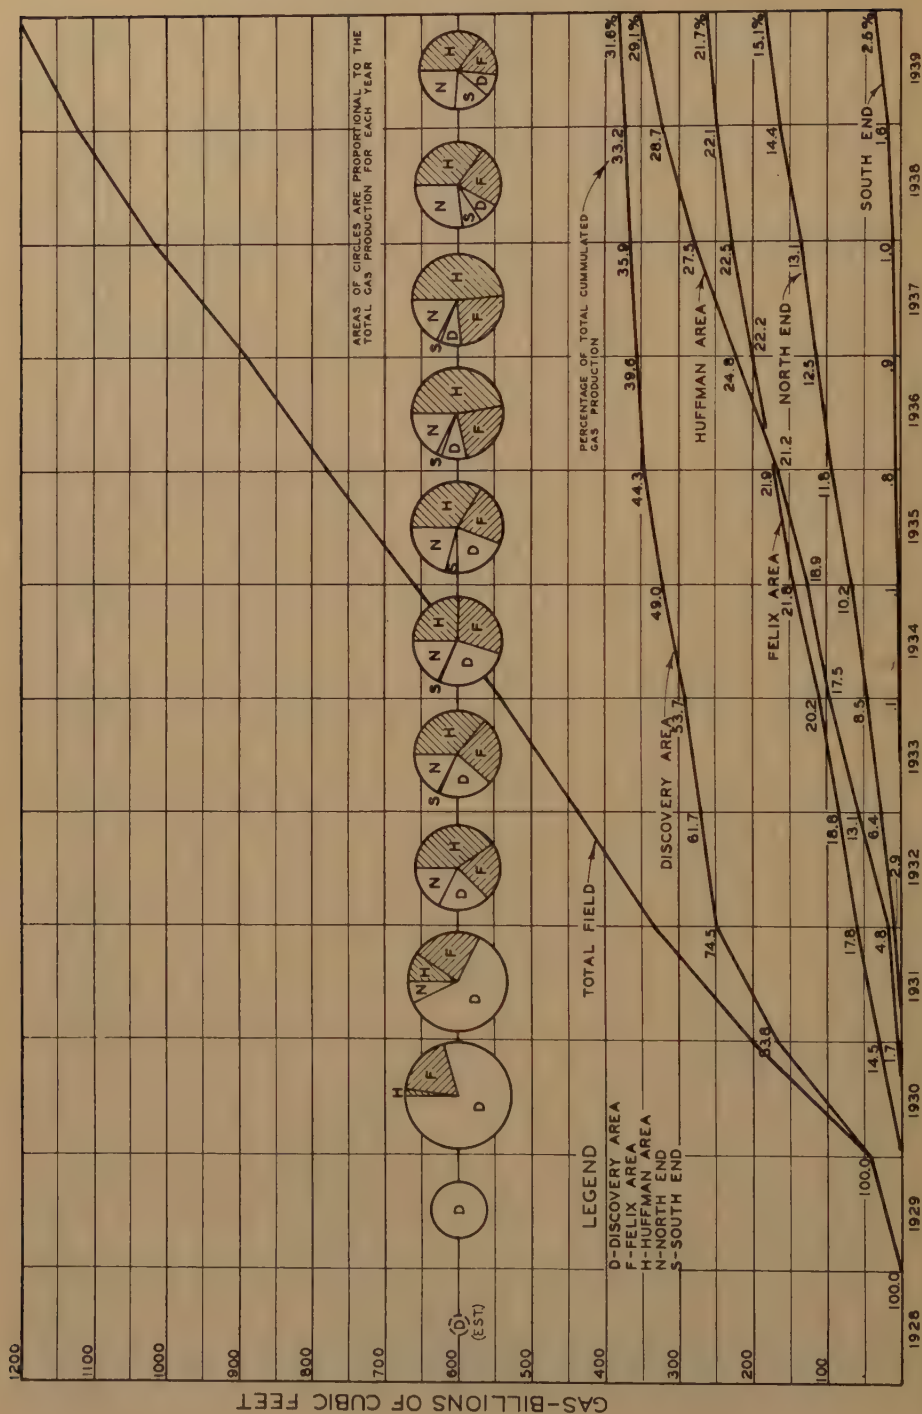 GAS-BILLIONS OF CUBIC FEET
1200
1100
1000
900
800
700
600
500
400
300
200
100
AREAS OF CIRCLES ARE PROPORTIONAL TO THE
TOTAL GAS PRODUCTION FOR EACH YEAR
D
(EST.)
D
H
F
D
N
H
F
D
N
H
F
D
S
N
H
F
D
S
N
H
F
D
S
N
H
F
D
S
N
H
F
D
S
N
H
F
D
N
H
S
D
F
N
H
S
D
F
PERCENTAGE OF TOTAL CUMMULATED
GAS PRODUCTION
TOTAL FIELD
DISCOVERY AREA
100.0
100.0
83.8
74.5
61.7
53.7
49.0
44.3
39.6
35.9
33.2
31.6%
HUFFMAN AREA
1.7
4.8
13.1
17.5
18.9
21.2
24.8
27.5
28.7
29.1%
FELIX AREA
14.5
17.8
18.8
20.2
21.8
21.9
22.2
22.5
22.1
21.7%
NORTH END
2.9
6.4
8.5
10.2
11.8
12.5
13.1
14.4
15.1%
SOUTH END
.1
.1
.8
.9
1.0
1.6
2.5%
LEGEND
D-DISCOVERY AREA
F-FELIX AREA
H-HUFFMAN AREA
N-NORTH END
S-SOUTH END
1928
1929
1930
1931
1932
1933
1934
1935
1936
1937
1938
1939